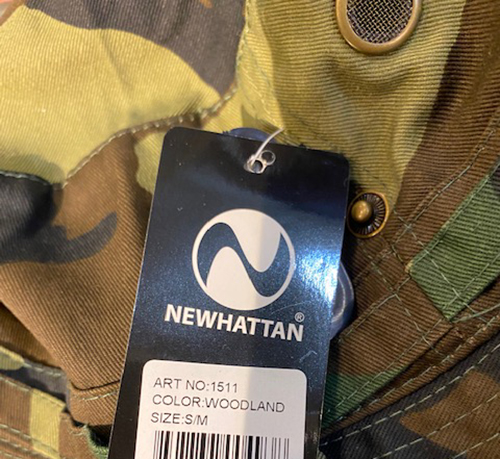 NEWHATTAN®
ART NO:1511
COLOR:WOODLAND
SIZE:S/M